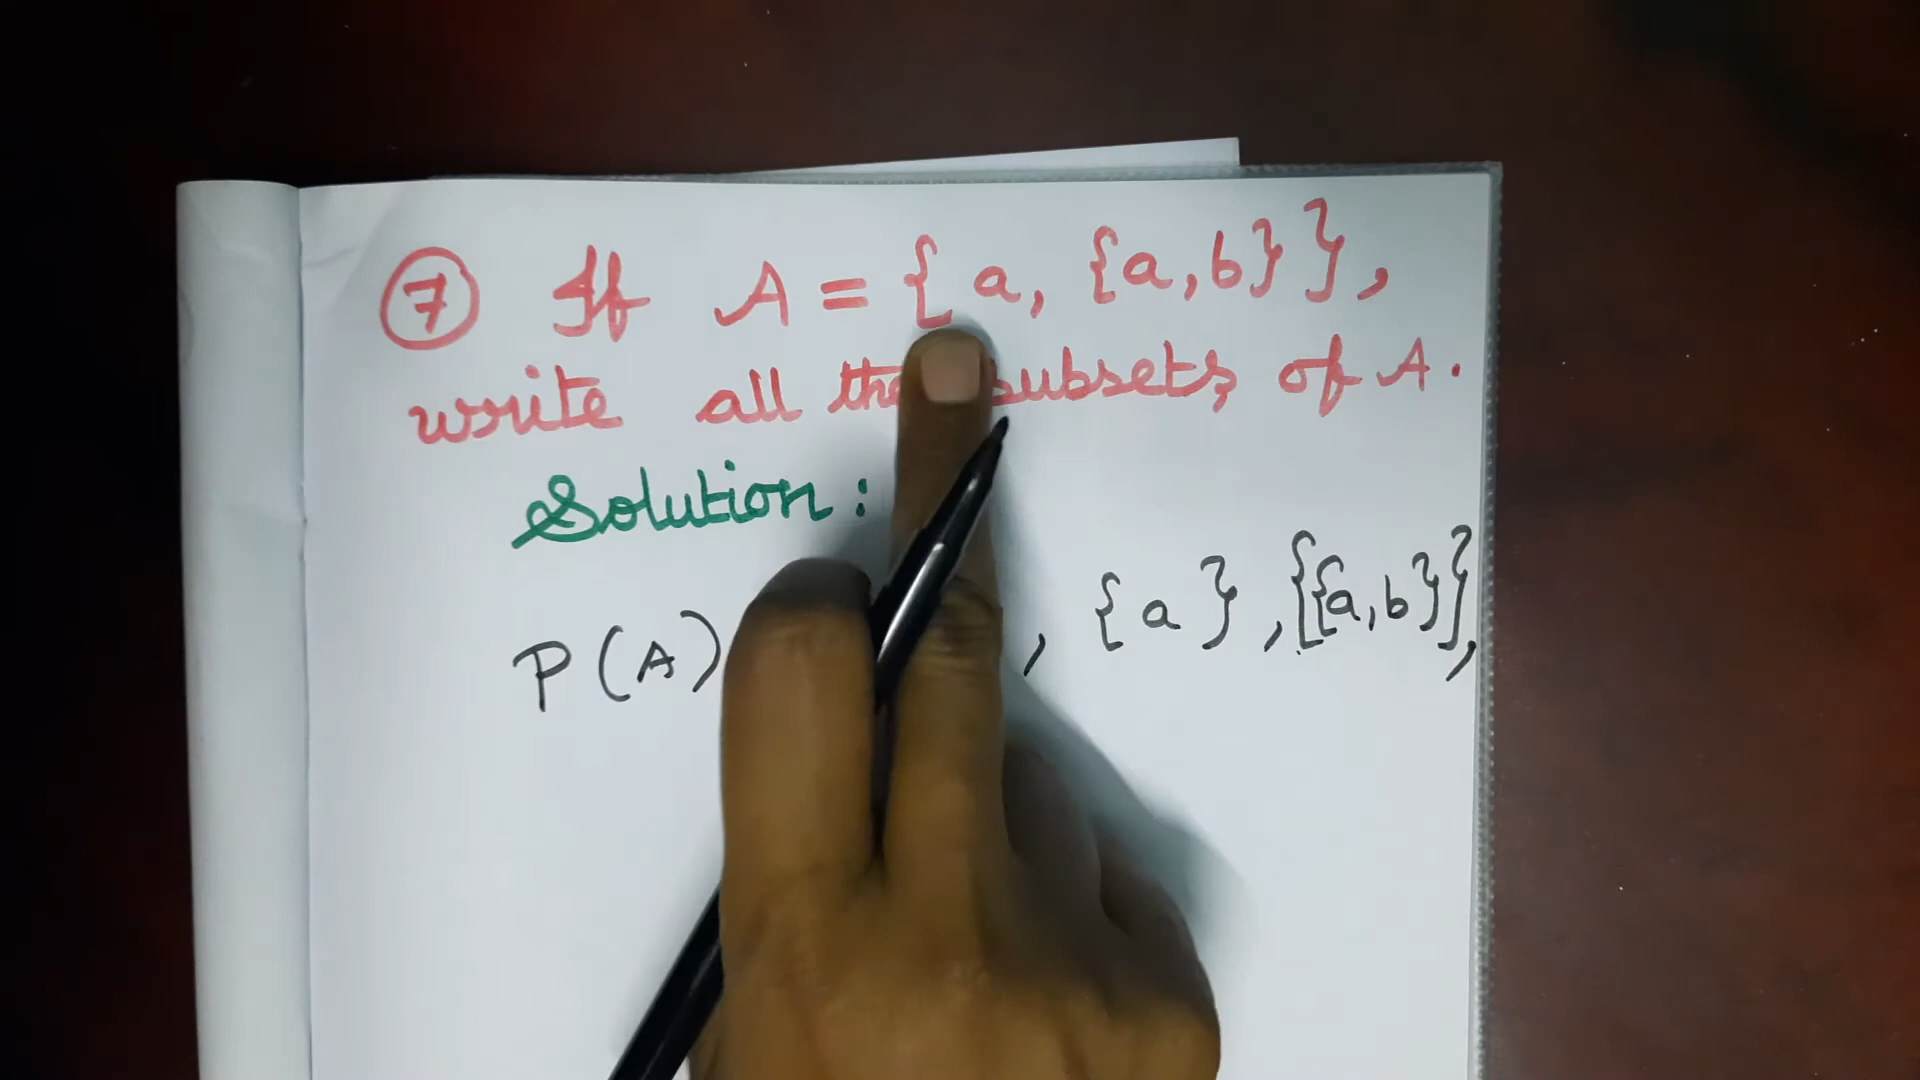 7 If A = { a, {a,b} },
write all the subsets of A.
Solution:
P(A) , {a}, {{a,b}},